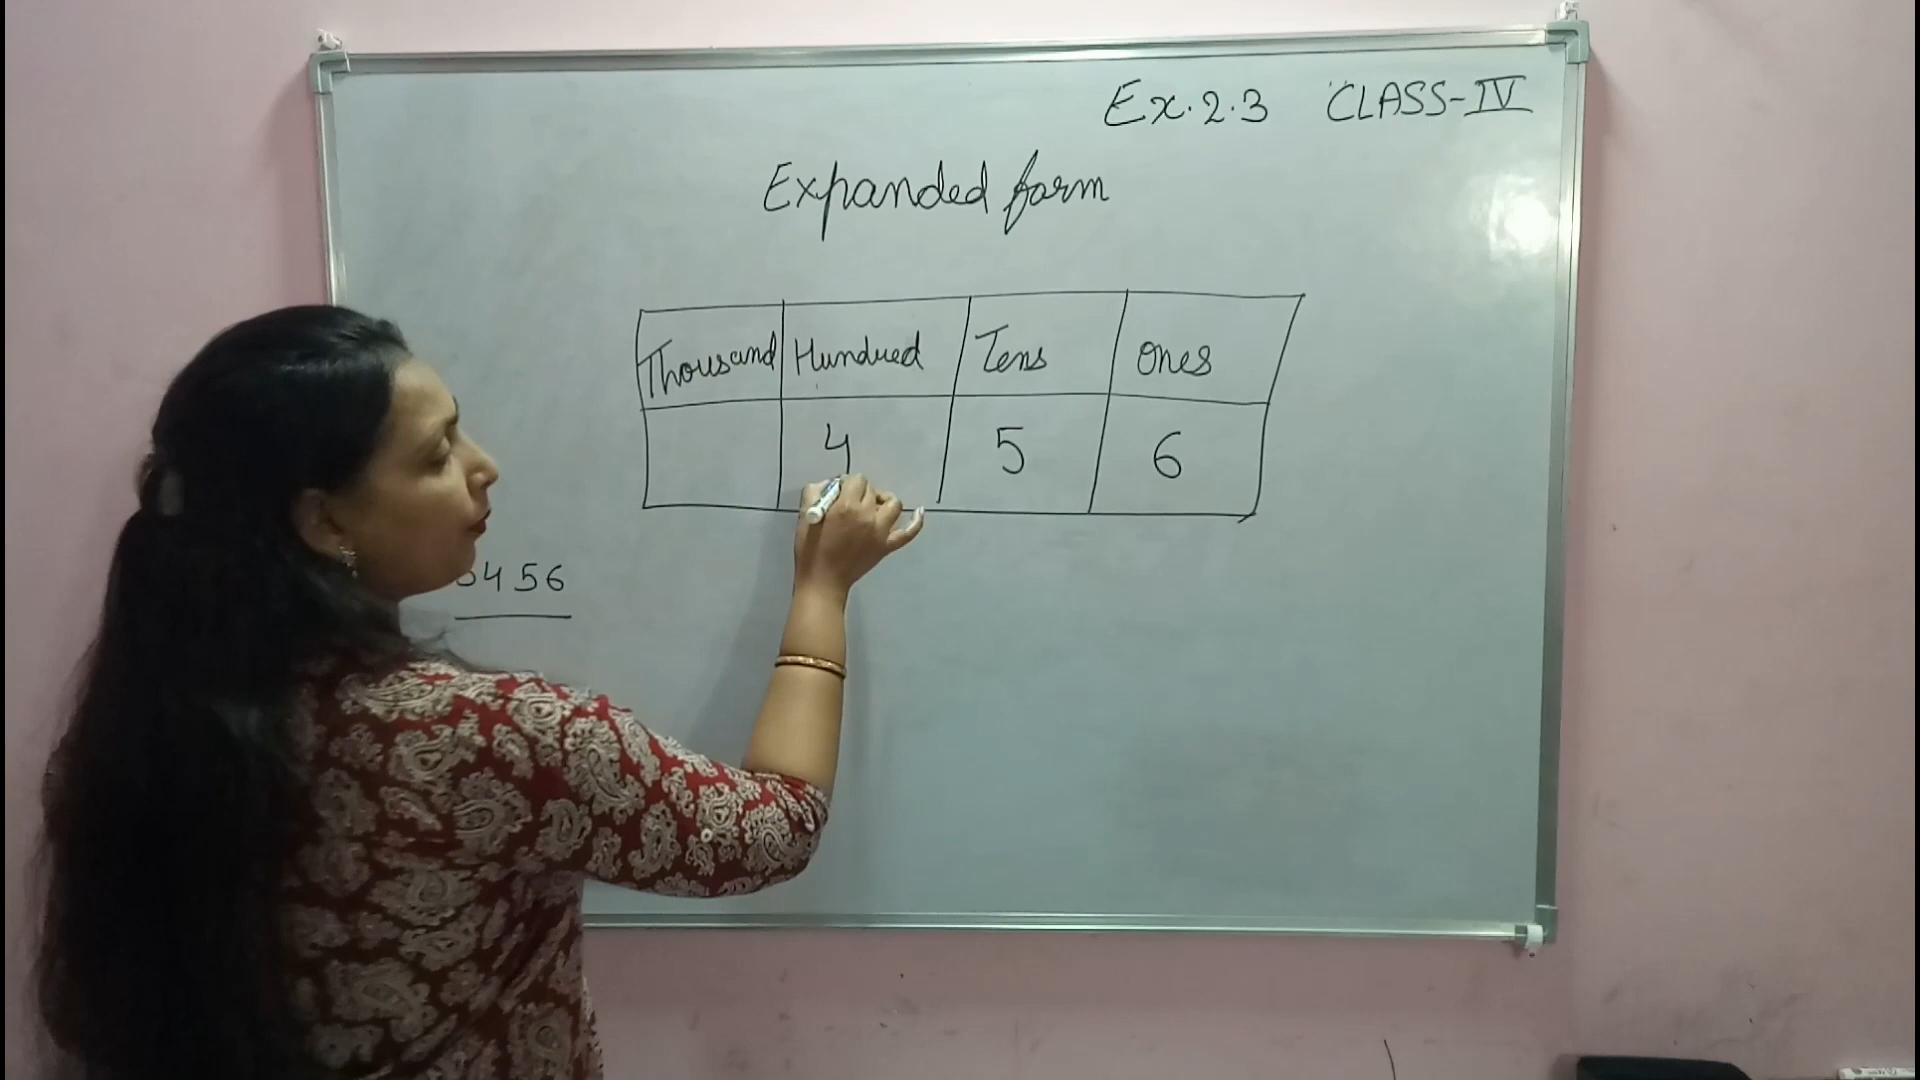 Ex. 2.3 CLASS-IV
Expanded form
Thousand Hundred Tens Ones
4 5 6
456